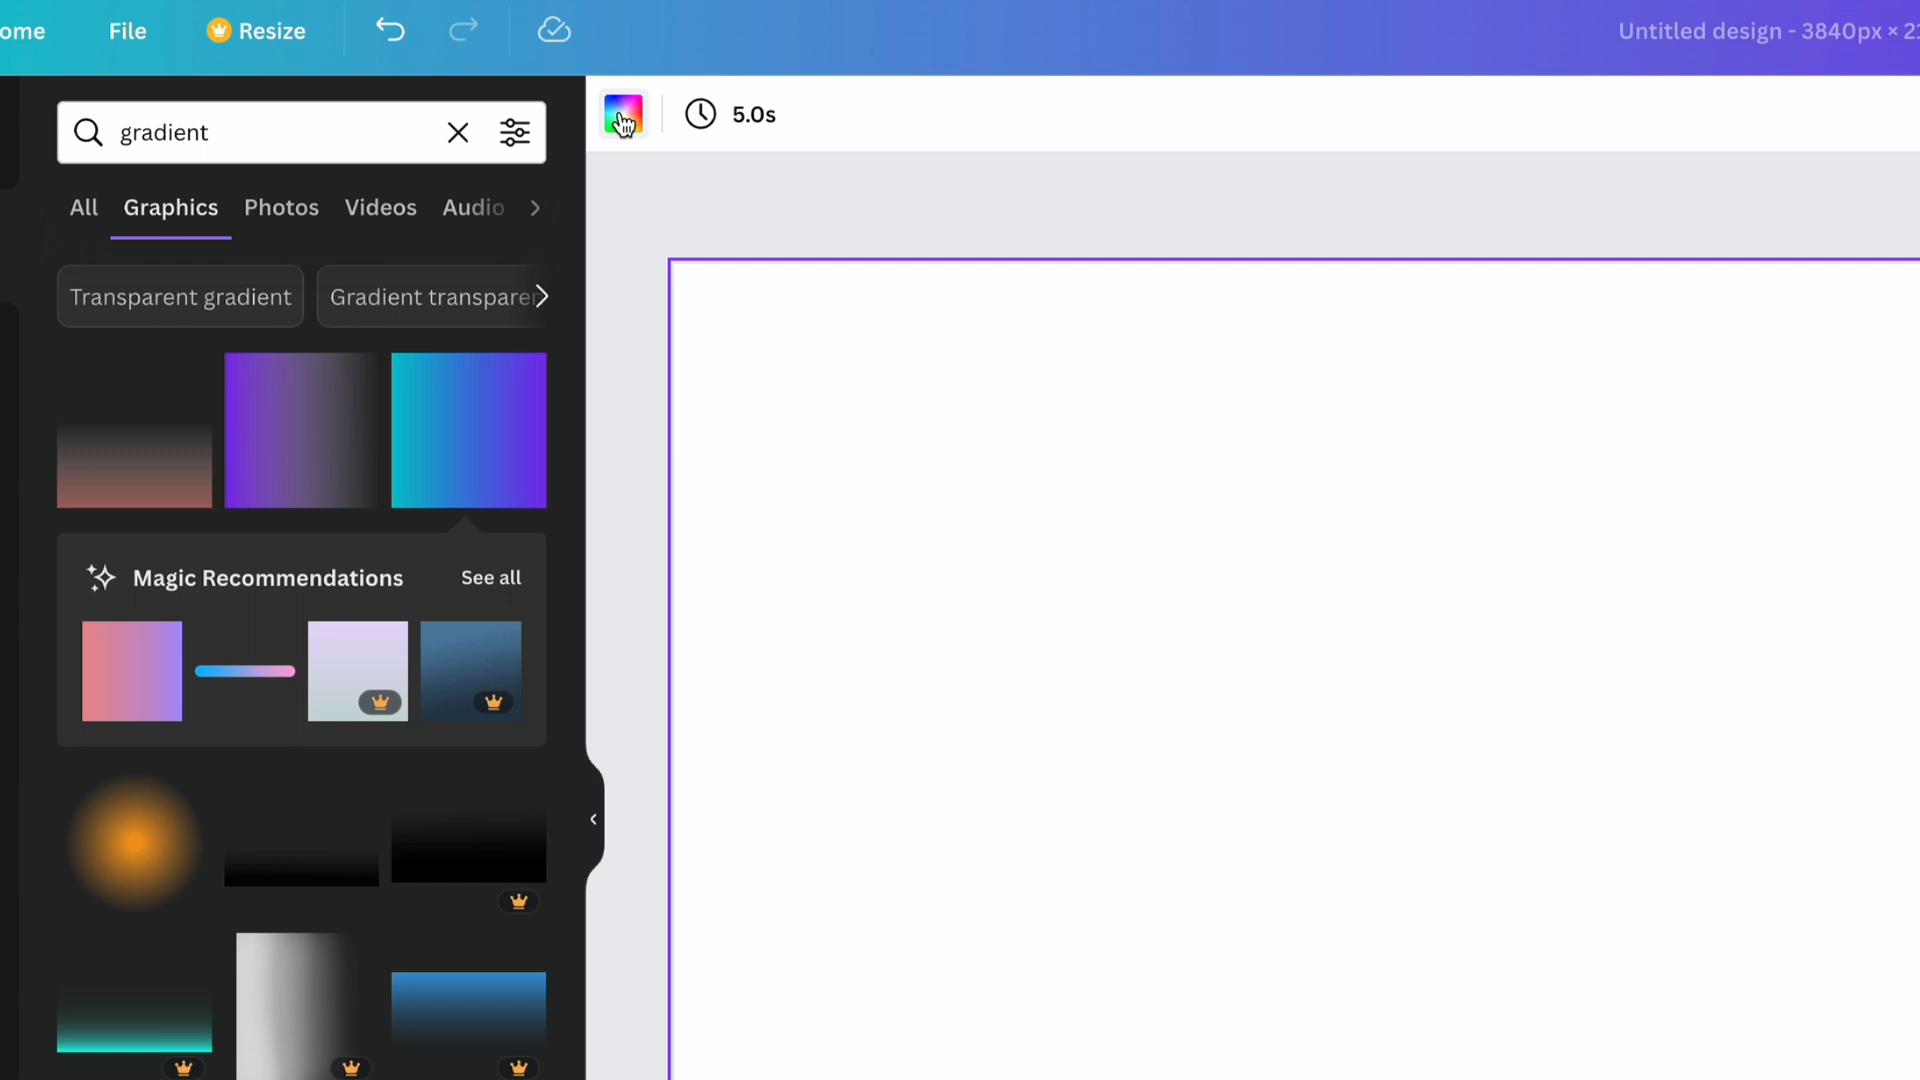 ome File Resize Untitled design - 3840px × 2
gradient 5.0s
All Graphics Photos Videos Audio
Transparent gradient Gradient transparen
Magic Recommendations See all